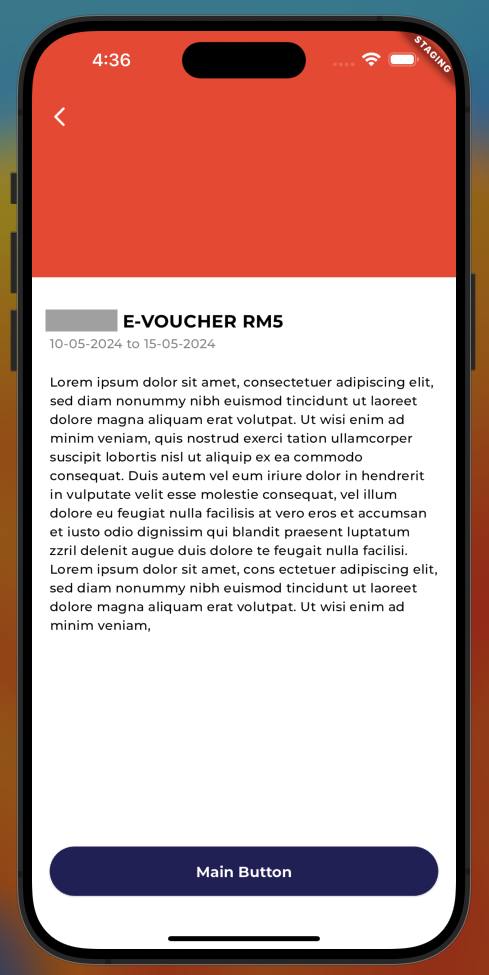 4:36
STAGING
E-VOUCHER RM5
10-05-2024 to 15-05-2024
Lorem ipsum dolor sit amet, consectetuer adipiscing elit,
sed diam nonummy nibh euismod tincidunt ut laoreet
dolore magna aliquam erat volutpat. Ut wisi enim ad
minim veniam, quis nostrud exerci tation ullamcorper
suscipit lobortis nisl ut aliquip ex ea commodo
consequat. Duis autem vel eum iriure dolor in hendrerit
in vulputate velit esse molestie consequat, vel illum
dolore eu feugiat nulla facilisis at vero eros et accumsan
et iusto odio dignissim qui blandit praesent luptatum
zzril delenit augue duis dolore te feugait nulla facilisi.
Lorem ipsum dolor sit amet, cons ectetuer adipiscing elit,
sed diam nonummy nibh euismod tincidunt ut laoreet
dolore magna aliquam erat volutpat. Ut wisi enim ad
minim veniam,
Main Button